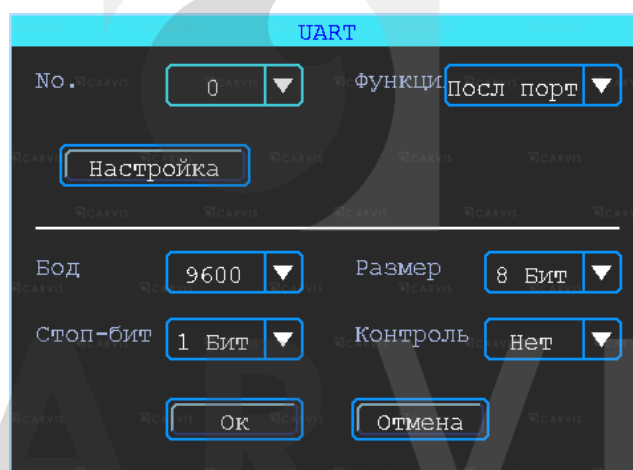 UART
No. 0 Функци Посл порт
Настройка
Бод 9600 Размер 8 Бит
Стоп-бит 1 Бит Контроль Нет
Ок Отмена
CARVIS